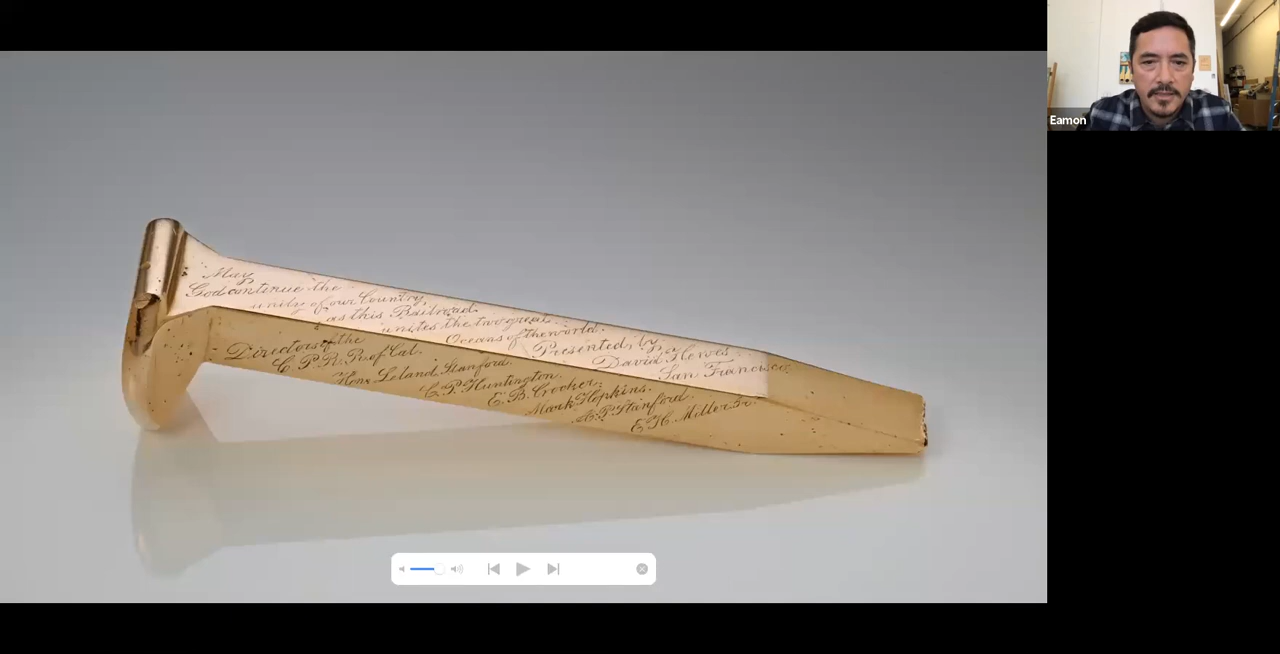 Eamon
May
God continue the
unity of our Country,
as this Railroad
unites the two great
Oceans of the world.
Presented by
David Hewes
San Francisco.
Directors of the
C. P. R. R. of Cal.
Hon. Leland Stanford.
C. P. Huntington.
E. B. Crocker.
Mark Hopkins.
A. P. Stanford.
E. H. Miller Jr.